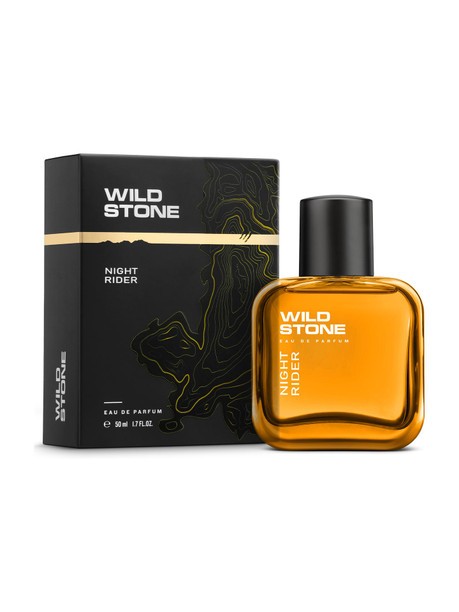 WILD
STONE
NIGHT
RIDER
WILD
STONE
EAU DE PARFUM
℮ 50 ml 1.7 FL.OZ.
WILD
STONE
EAU DE PARFUM
NIGHT
RIDER